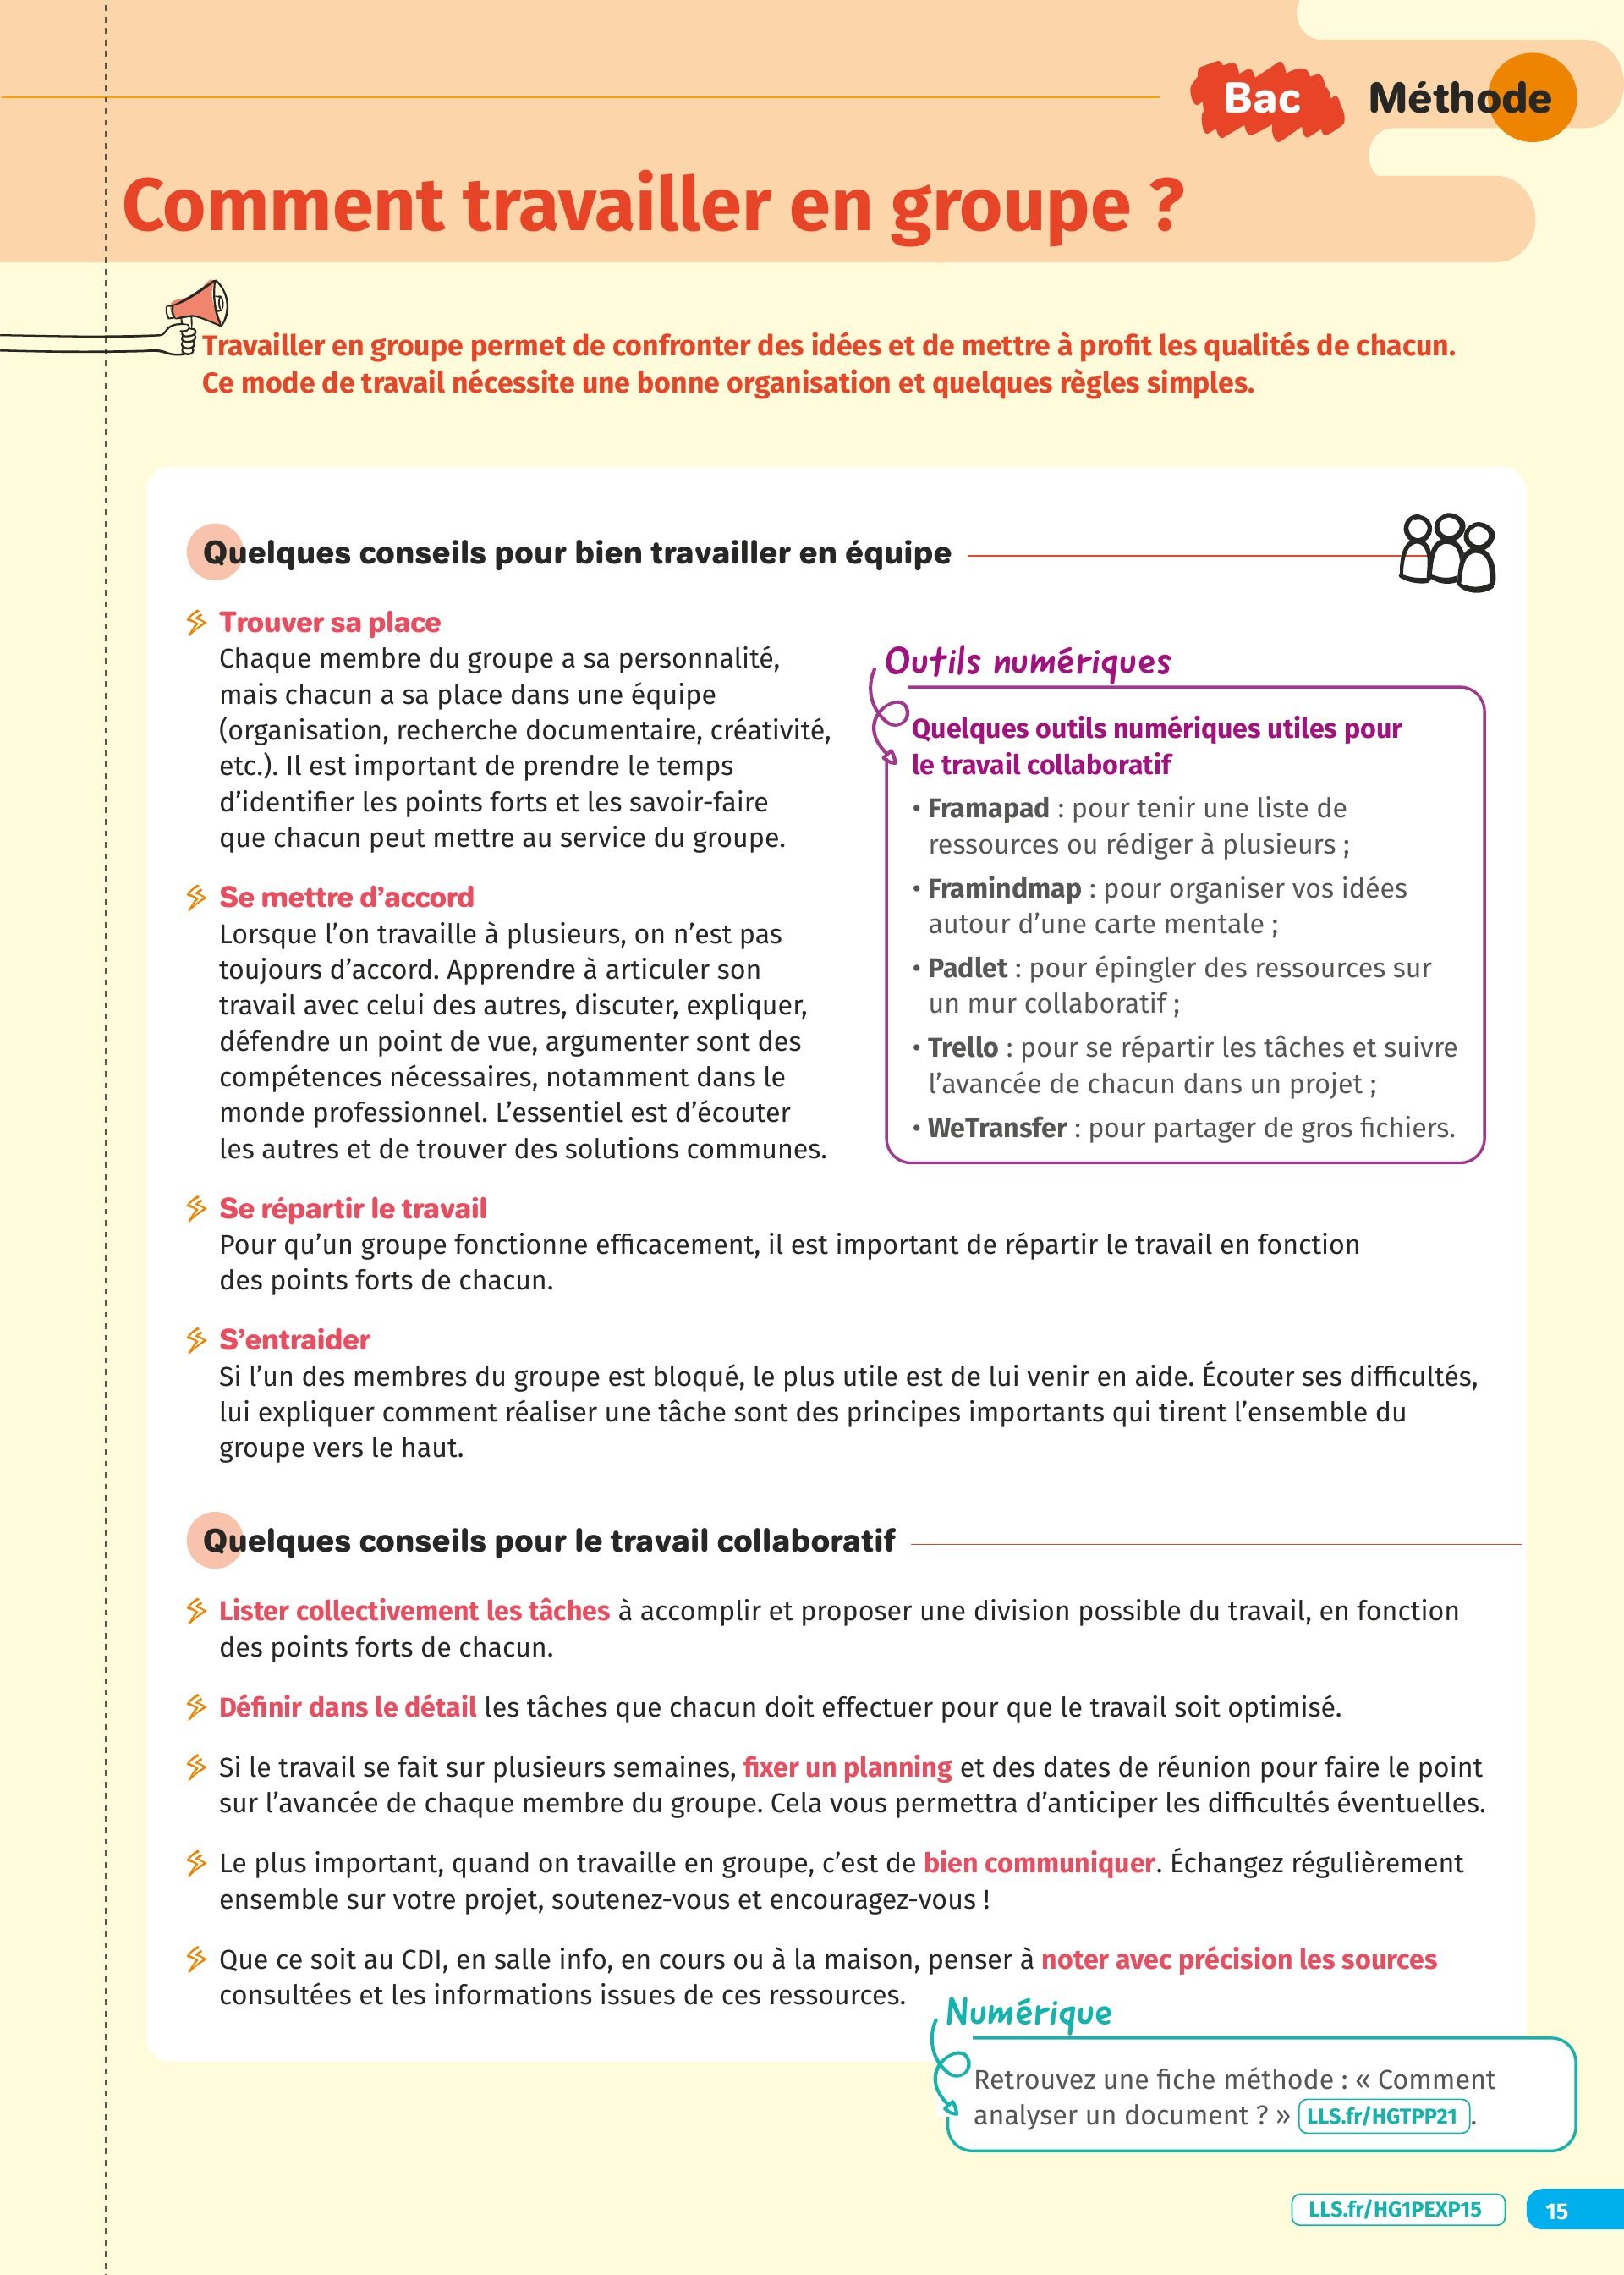 Bac Méthode
Comment travailler en groupe ?
Travailler en groupe permet de confronter des idées et de mettre à profit les qualités de chacun.
Ce mode de travail nécessite une bonne organisation et quelques règles simples.
Quelques conseils pour bien travailler en équipe
Trouver sa place
Chaque membre du groupe a sa personnalité,
mais chacun a sa place dans une équipe
(organisation, recherche documentaire, créativité,
etc.). Il est important de prendre le temps
d’identifier les points forts et les savoir-faire
que chacun peut mettre au service du groupe.
Se mettre d’accord
Lorsque l’on travaille à plusieurs, on n’est pas
toujours d’accord. Apprendre à articuler son
travail avec celui des autres, discuter, expliquer,
défendre un point de vue, argumenter sont des
compétences nécessaires, notamment dans le
monde professionnel. L’essentiel est d’écouter
les autres et de trouver des solutions communes.
Outils numériques
Quelques outils numériques utiles pour
le travail collaboratif
• Framapad : pour tenir une liste de
ressources ou rédiger à plusieurs ;
• Framindmap : pour organiser vos idées
autour d’une carte mentale ;
• Padlet : pour épingler des ressources sur
un mur collaboratif ;
• Trello : pour se répartir les tâches et suivre
l’avancée de chacun dans un projet ;
• WeTransfer : pour partager de gros fichiers.
Se répartir le travail
Pour qu’un groupe fonctionne efficacement, il est important de répartir le travail en fonction
des points forts de chacun.
S’entraider
Si l’un des membres du groupe est bloqué, le plus utile est de lui venir en aide. Écouter ses difficultés,
lui expliquer comment réaliser une tâche sont des principes importants qui tirent l’ensemble du
groupe vers le haut.
Quelques conseils pour le travail collaboratif
Lister collectivement les tâches à accomplir et proposer une division possible du travail, en fonction
des points forts de chacun.
Définir dans le détail les tâches que chacun doit effectuer pour que le travail soit optimisé.
Si le travail se fait sur plusieurs semaines, fixer un planning et des dates de réunion pour faire le point
sur l’avancée de chaque membre du groupe. Cela vous permettra d’anticiper les difficultés éventuelles.
Le plus important, quand on travaille en groupe, c’est de bien communiquer. Échangez régulièrement
ensemble sur votre projet, soutenez-vous et encouragez-vous !
Que ce soit au CDI, en salle info, en cours ou à la maison, penser à noter avec précision les sources
consultées et les informations issues de ces ressources.
Numérique
Retrouvez une fiche méthode : « Comment
analyser un document ? » LLS.fr/HGTPP21.
LLS.fr/HG1PEXP15 15